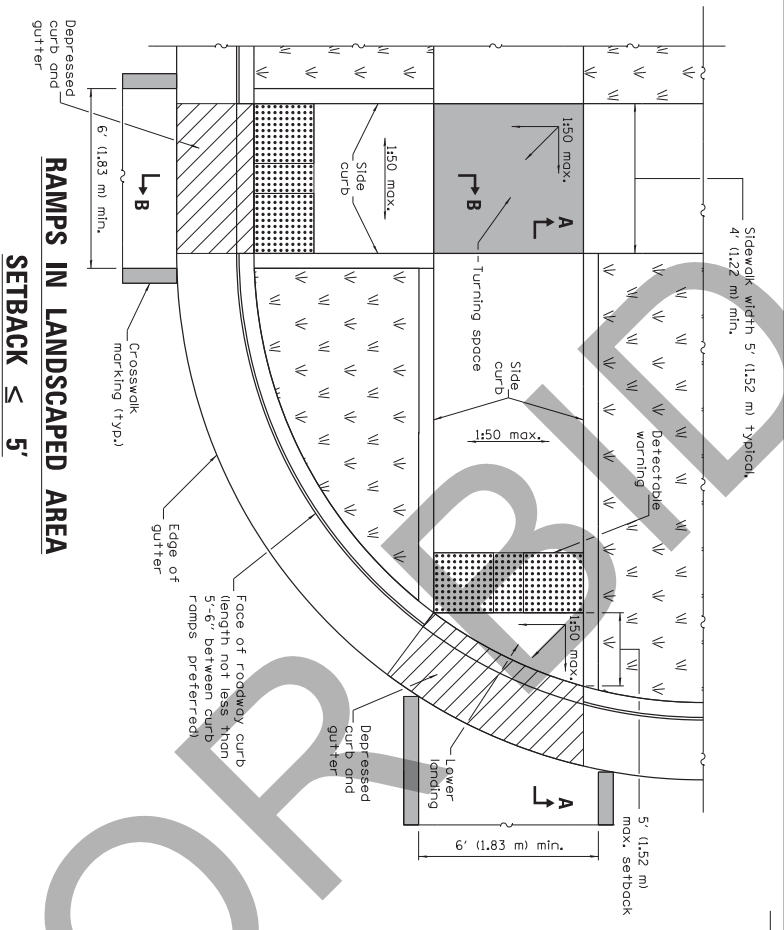 Sidewalk width 5' (1.52 m) typical.
4' (1.22 m) min.
1:50 max.
A
B
Turning space
Side
curb
1:50 max.
Side
curb
1:50 max.
Detectable
warning
1:50 max.
5' (1.52 m)
max. setback
A
6' (1.83 m) min.
Lower
landing
Depressed
curb and
gutter
Face of roadway curb
(length not less than
5'-6" between curb
ramps preferred)
Edge of
gutter
Crosswalk
marking (typ.)
B
6' (1.83 m) min.
Depressed
curb and
gutter
RAMPS IN LANDSCAPED AREA
SETBACK ≤ 5'
OR BID